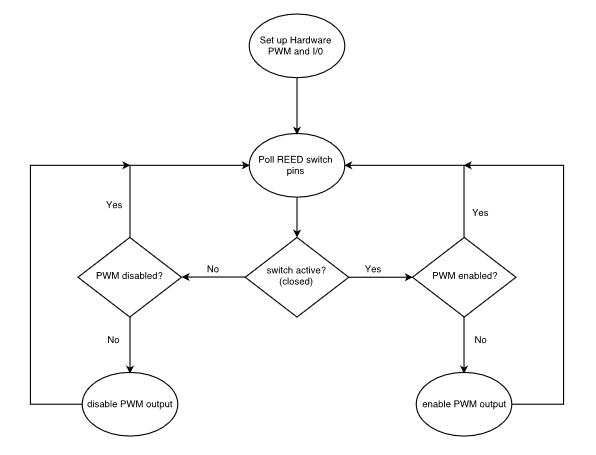 Set up Hardware
PWM and I/0
Poll REED switch
pins
Yes
Yes
PWM disabled?
No
switch active?
(closed)
Yes
PWM enabled?
No
No
disable PWM output
enable PWM output